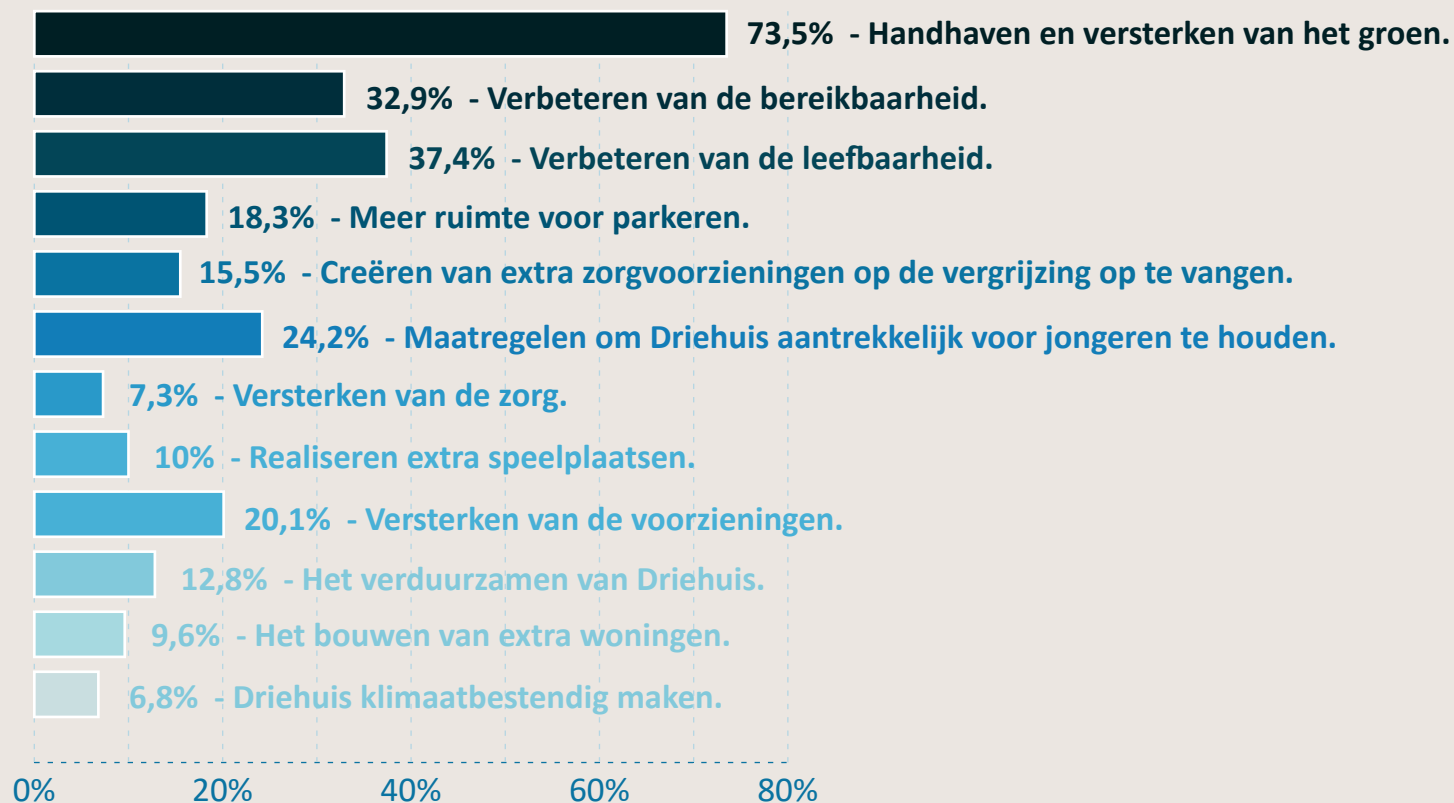 73,5% - Handhaven en versterken van het groen.
32,9% - Verbeteren van de bereikbaarheid.
37,4% - Verbeteren van de leefbaarheid.
18,3% - Meer ruimte voor parkeren.
15,5% - Creëren van extra zorgvoorzieningen op de vergrijzing op te vangen.
24,2% - Maatregelen om Driehuis aantrekkelijk voor jongeren te houden.
7,3% - Versterken van de zorg.
10% - Realiseren extra speelplaatsen.
20,1% - Versterken van de voorzieningen.
12,8% - Het verduurzamen van Driehuis.
9,6% - Het bouwen van extra woningen.
6,8% - Driehuis klimaatbestendig maken.
0% 20% 40% 60% 80%